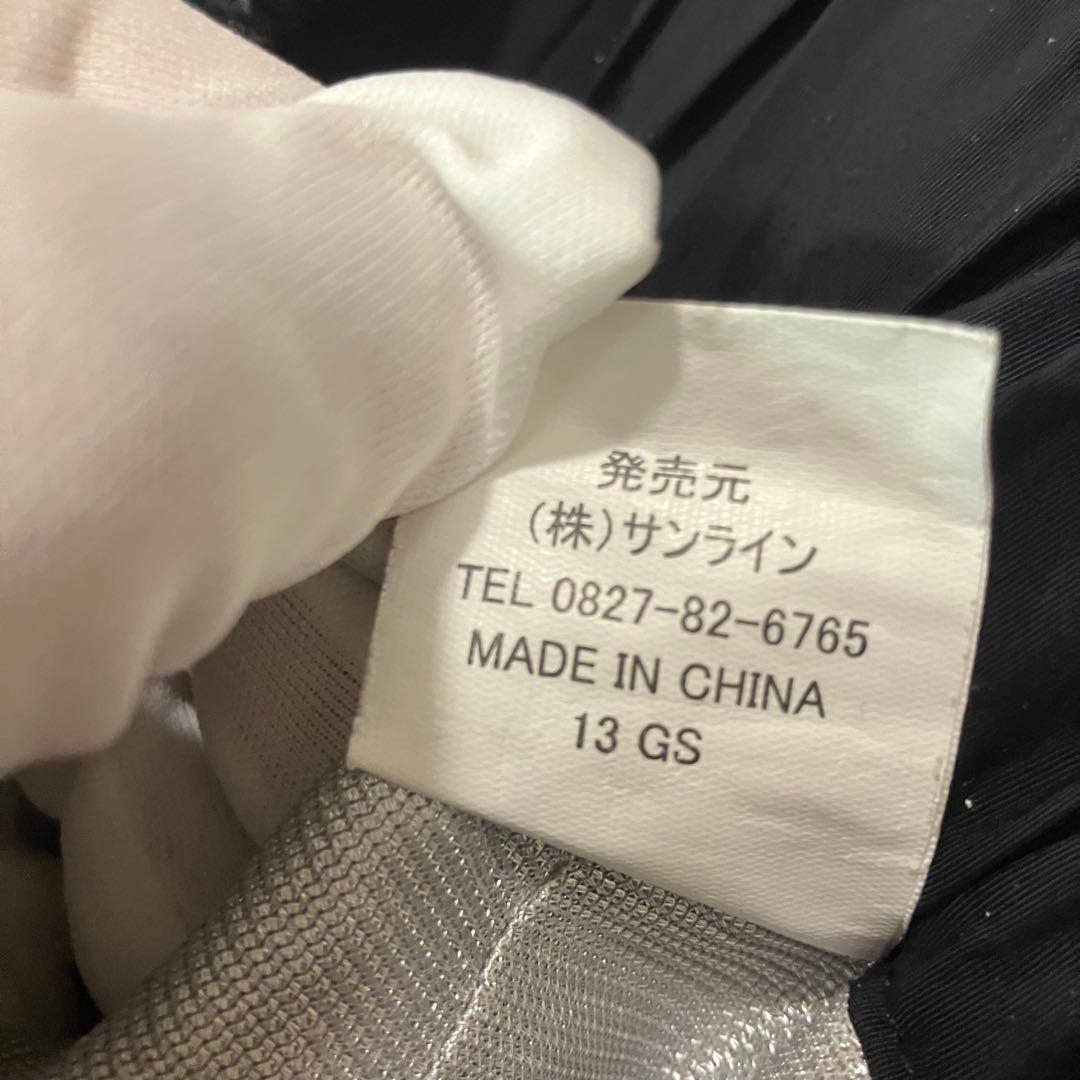 発売元
(株)サンライン
TEL 0827-82-6765
MADE IN CHINA
13 GS